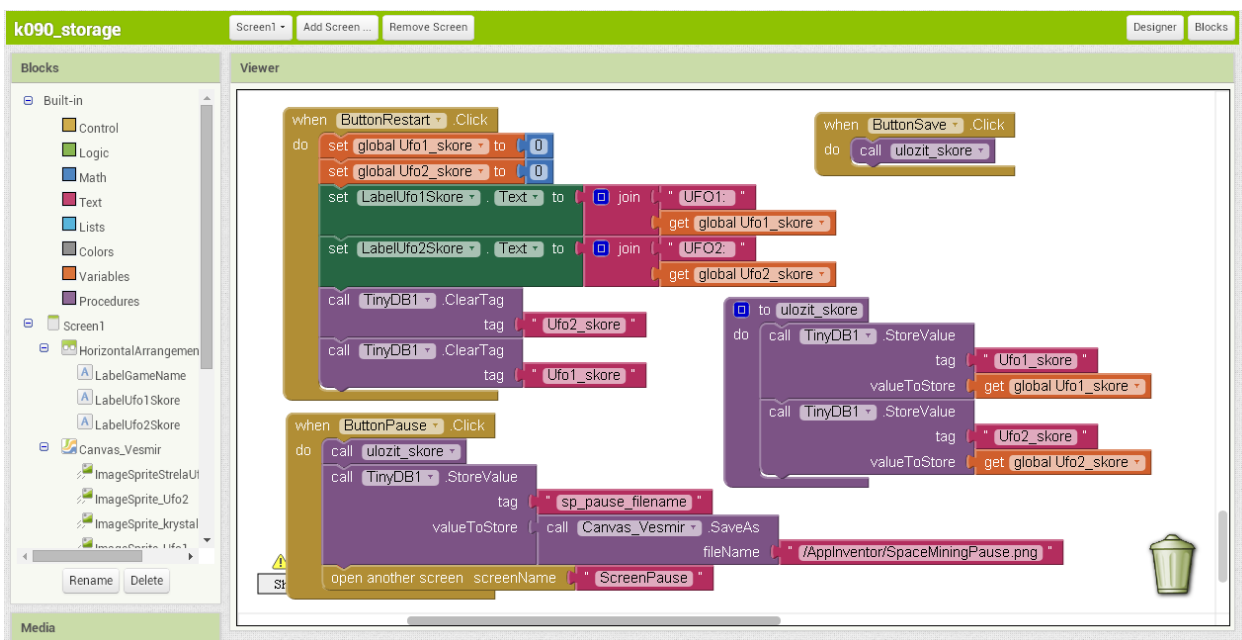 k090_storage Screen1 Add Screen ... Remove Screen Designer Blocks
Blocks
Built-in
Control
Logic
Math
Text
Lists
Colors
Variables
Procedures
Screen1
HorizontalArrangemen
LabelGameName
LabelUfo1Skore
LabelUfo2Skore
Canvas_Vesmir
ImageSpriteStrelaUf
ImageSprite_Ufo2
ImageSprite_krystal
ImageSprite_Ufo1
Rename Delete
Media
Viewer
when ButtonRestart .Click
do set global Ufo1_skore to 0
set global Ufo2_skore to 0
set LabelUfo1Skore . Text to join " UFO1: "
get global Ufo1_skore
set LabelUfo2Skore . Text to join " UFO2: "
get global Ufo2_skore
call TinyDB1 .ClearTag
tag " Ufo2_skore "
call TinyDB1 .ClearTag
tag " Ufo1_skore "
when ButtonSave .Click
do call ulozit_skore
to ulozit_skore
do call TinyDB1 .StoreValue
tag " Ufo1_skore "
valueToStore get global Ufo1_skore
call TinyDB1 .StoreValue
tag " Ufo2_skore "
valueToStore get global Ufo2_skore
when ButtonPause .Click
do call ulozit_skore
call TinyDB1 .StoreValue
tag " sp_pause_filename "
valueToStore call Canvas_Vesmir .SaveAs
fileName " /AppInventor/SpaceMiningPause.png "
open another screen screenName " ScreenPause "